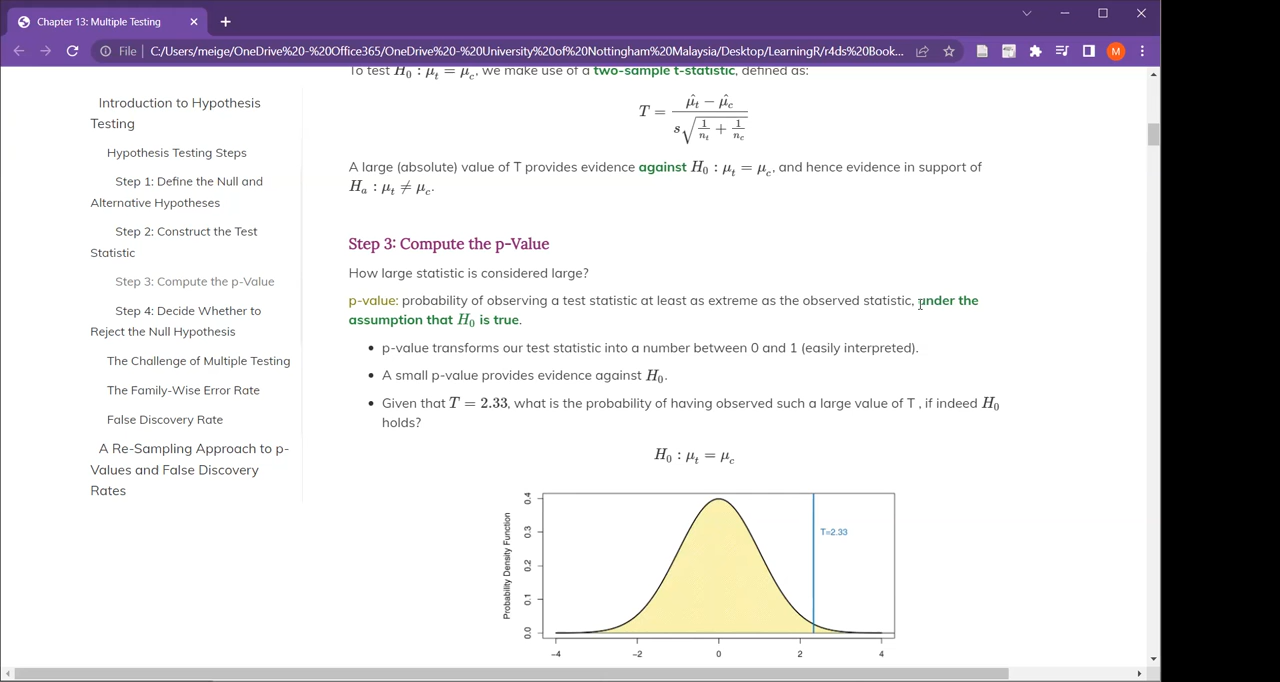 Chapter 13: Multiple Testing
File
C:/Users/meige/OneDrive%20-%20Office365/OneDrive%20-%20University%20of%20Nottingham%20Malaysia/Desktop/LearningR/r4ds%20Book...
M
Introduction to Hypothesis
Testing
Hypothesis Testing Steps
Step 1: Define the Null and
Alternative Hypotheses
Step 2: Construct the Test
Statistic
Step 3: Compute the p-Value
Step 4: Decide Whether to
Reject the Null Hypothesis
The Challenge of Multiple Testing
The Family-Wise Error Rate
False Discovery Rate
A Re-Sampling Approach to p-
Values and False Discovery
Rates
To test H₀ : μₜ = μ_c, we make use of a two-sample t-statistic, defined as:
T = (μ̂ₜ − μ̂_c) / (s√(1/nₜ + 1/n_c))
A large (absolute) value of T provides evidence against H₀ : μₜ = μ_c, and hence evidence in support of
Hₐ : μₜ ≠ μ_c.
Step 3: Compute the p-Value
How large statistic is considered large?
p-value: probability of observing a test statistic at least as extreme as the observed statistic, under the
assumption that H₀ is true.
• p-value transforms our test statistic into a number between 0 and 1 (easily interpreted).
• A small p-value provides evidence against H₀.
• Given that T = 2.33, what is the probability of having observed such a large value of T , if indeed H₀
holds?
H₀ : μₜ = μ_c
Probability Density Function
0.4
0.3
0.2
0.1
0.0
T=2.33
−4 −2 0 2 4